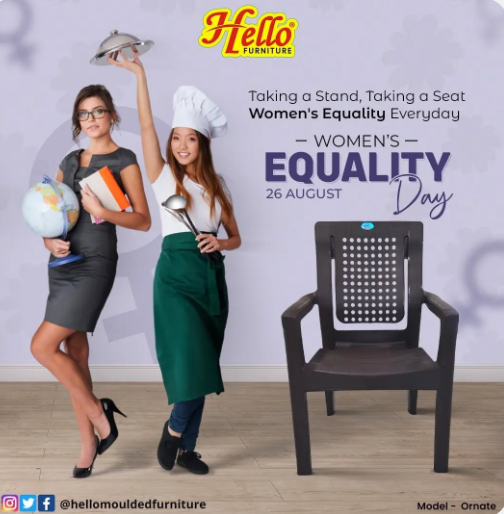 Hello®
FURNITURE
Taking a Stand, Taking a Seat
Women's Equality Everyday
— WOMEN'S —
EQUALITY
26 AUGUST
Day
@hellomouldedfurniture
Model - Ornate